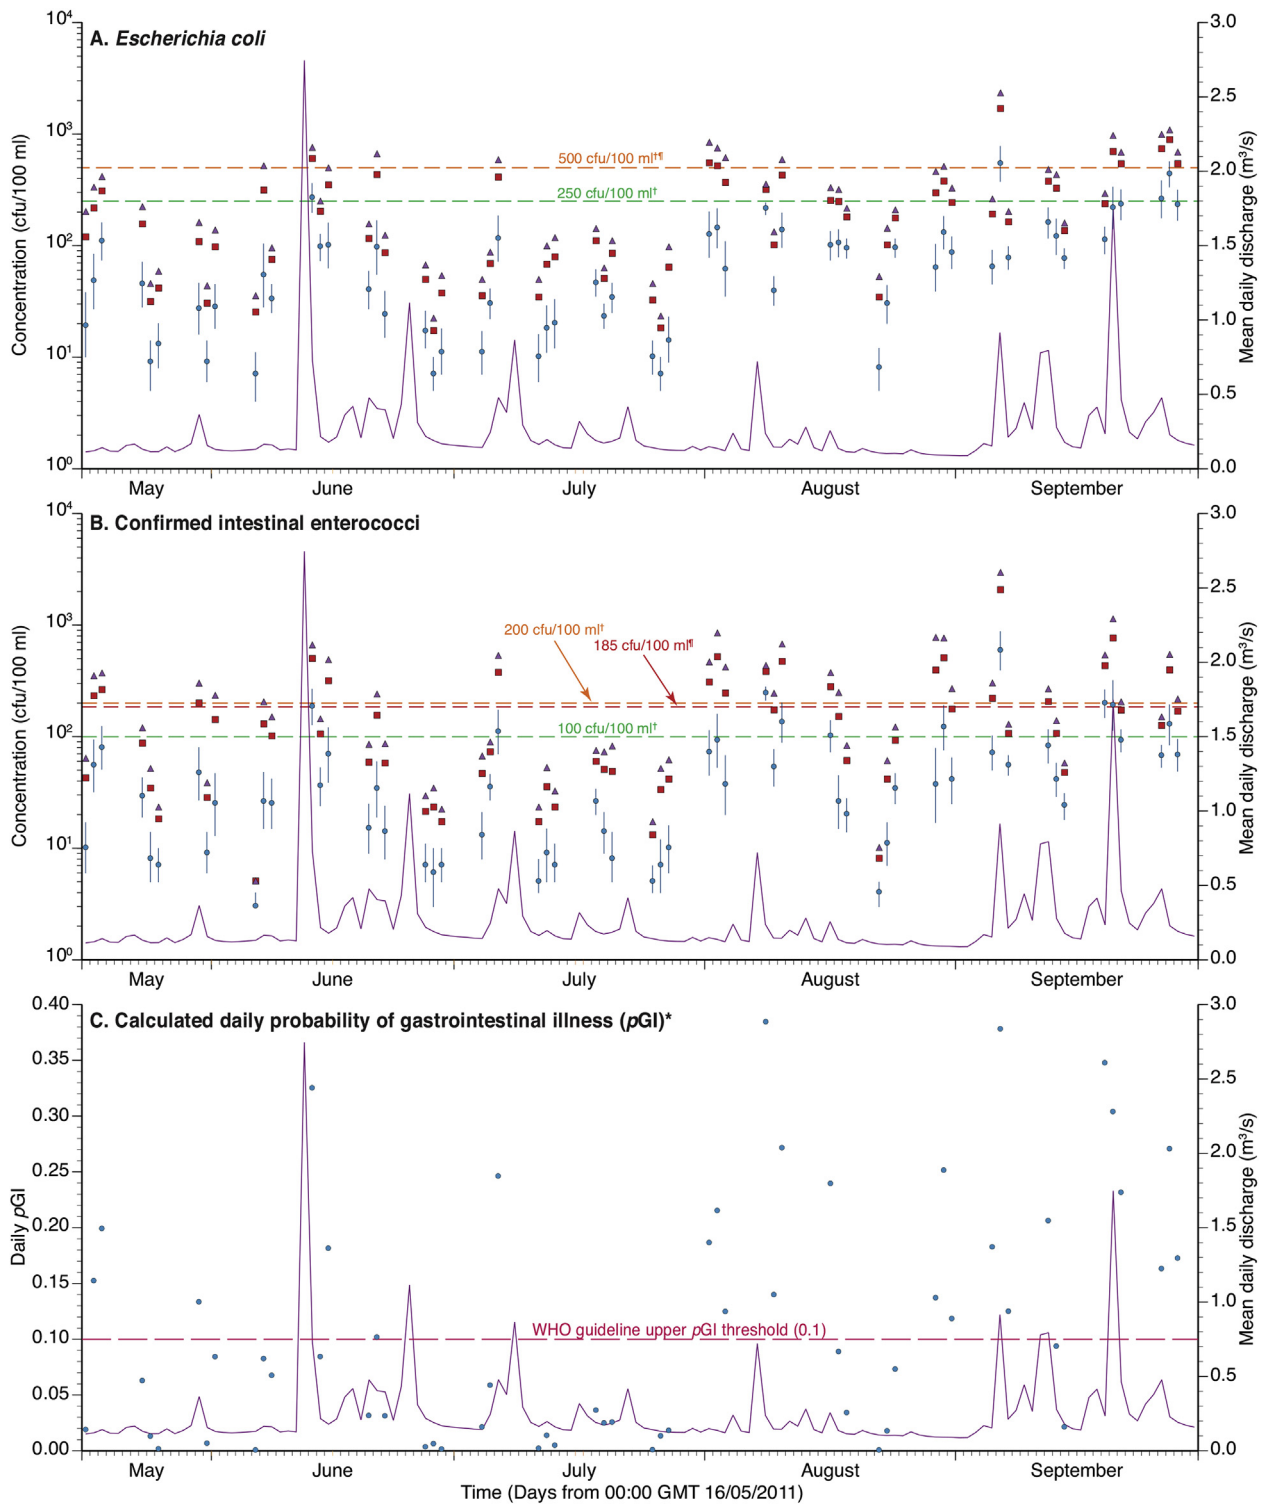 A. Escherichia coli
10⁴
10³
10²
10¹
10⁰
Concentration (cfu/100 ml)
500 cfu/100 ml†¶
250 cfu/100 ml†
3.0
2.5
2.0
1.5
1.0
0.5
0.0
Mean daily discharge (m³/s)
May June July August September
B. Confirmed intestinal enterococci
10⁴
10³
10²
10¹
10⁰
Concentration (cfu/100 ml)
200 cfu/100 ml†
185 cfu/100 ml¶
100 cfu/100 ml†
3.0
2.5
2.0
1.5
1.0
0.5
0.0
Mean daily discharge (m³/s)
May June July August September
C. Calculated daily probability of gastrointestinal illness (pGI)*
0.40
0.35
0.30
0.25
0.20
0.15
0.10
0.05
0.00
Daily pGI
WHO guideline upper pGI threshold (0.1)
3.0
2.5
2.0
1.5
1.0
0.5
0.0
Mean daily discharge (m³/s)
May June July August September
Time (Days from 00:00 GMT 16/05/2011)